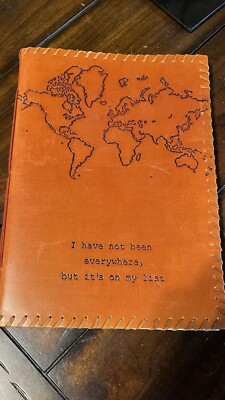 I have not been
everywhere,
but it's on my list